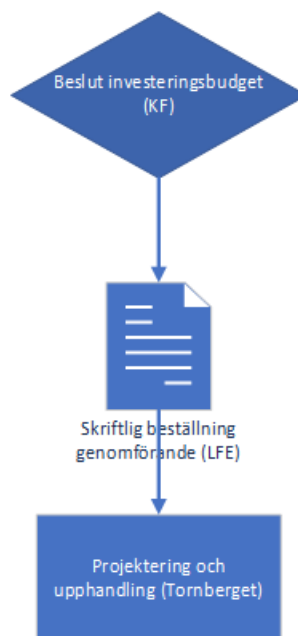 Beslut investeringsbudget
(KF)
Skriftlig beställning
genomförande (LFE)
Projektering och
upphandling (Tornberget)